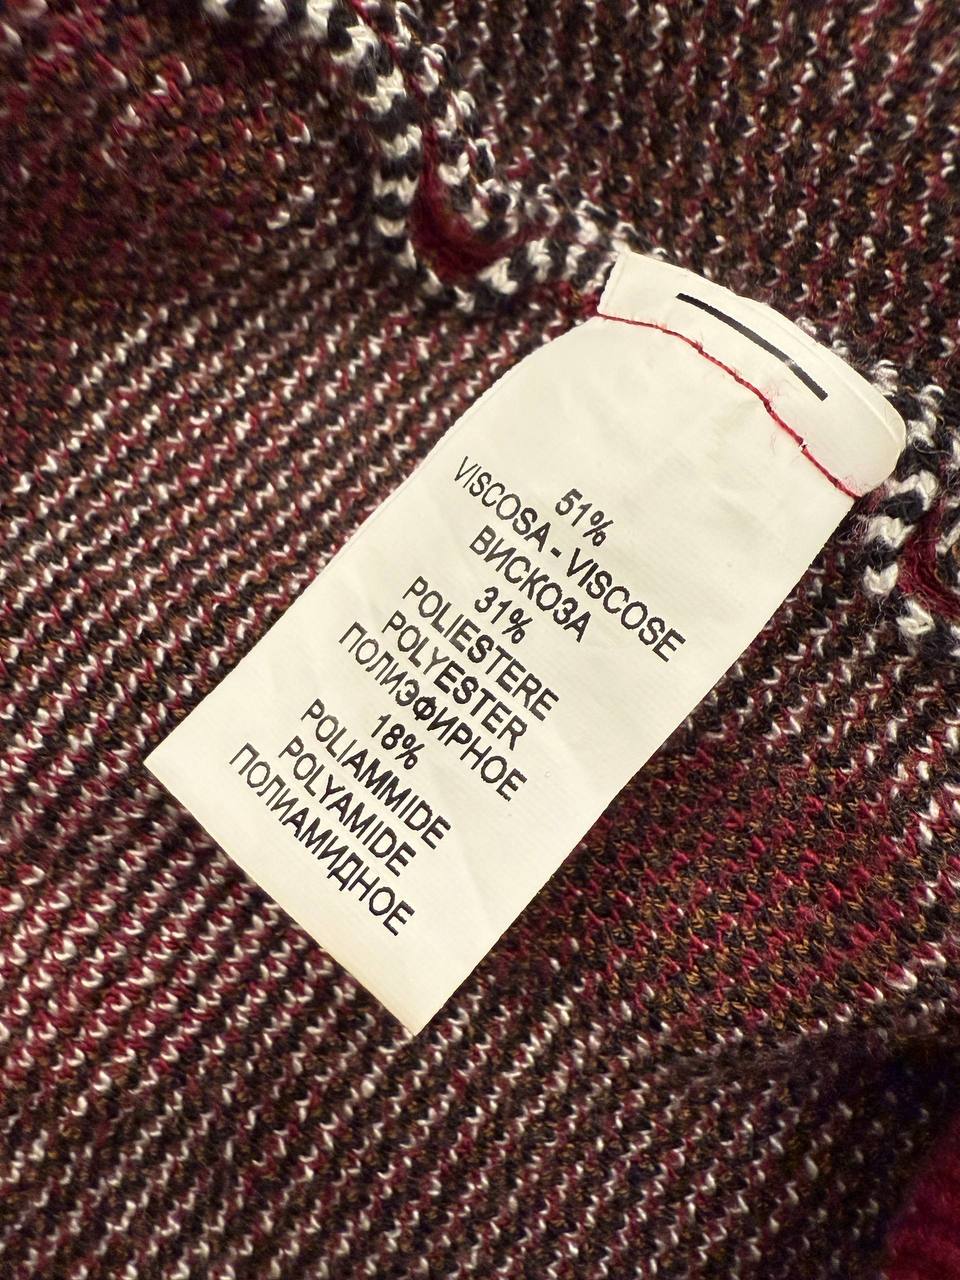 51%
VISCOSA - VISCOSE
ВИСКОЗА
31%
POLIESTERE
POLYESTER
ПОЛИЭФИРНОЕ
18%
POLIAMMIDE
POLYAMIDE
ПОЛИАМИДНОЕ